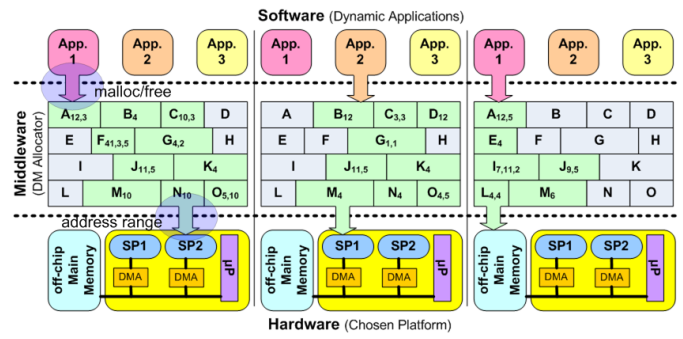 Software (Dynamic Applications)
App. 1 App. 2 App. 3 App. 1 App. 2 App. 3 App. 1 App. 2 App. 3
malloc/free
Middleware (DM Allocator)
A12,3 B4 C10,3 D
E F41,3,5 G4,2 H
I J11,5 K4
L M10 N10 O5,10
A B12 C3,3 D12
E F G1,1 H
I J11,5 K4
L M4 N4 O4,5
A12,5 B C D
E4 F G H
I7,11,2 J9,5 K
L4,4 M6 N O
address range
off-chip Main Memory SP1 SP2 DMA DMA µP
off-chip Main Memory SP1 SP2 DMA DMA µP
off-chip Main Memory SP1 SP2 DMA DMA µP
Hardware (Chosen Platform)